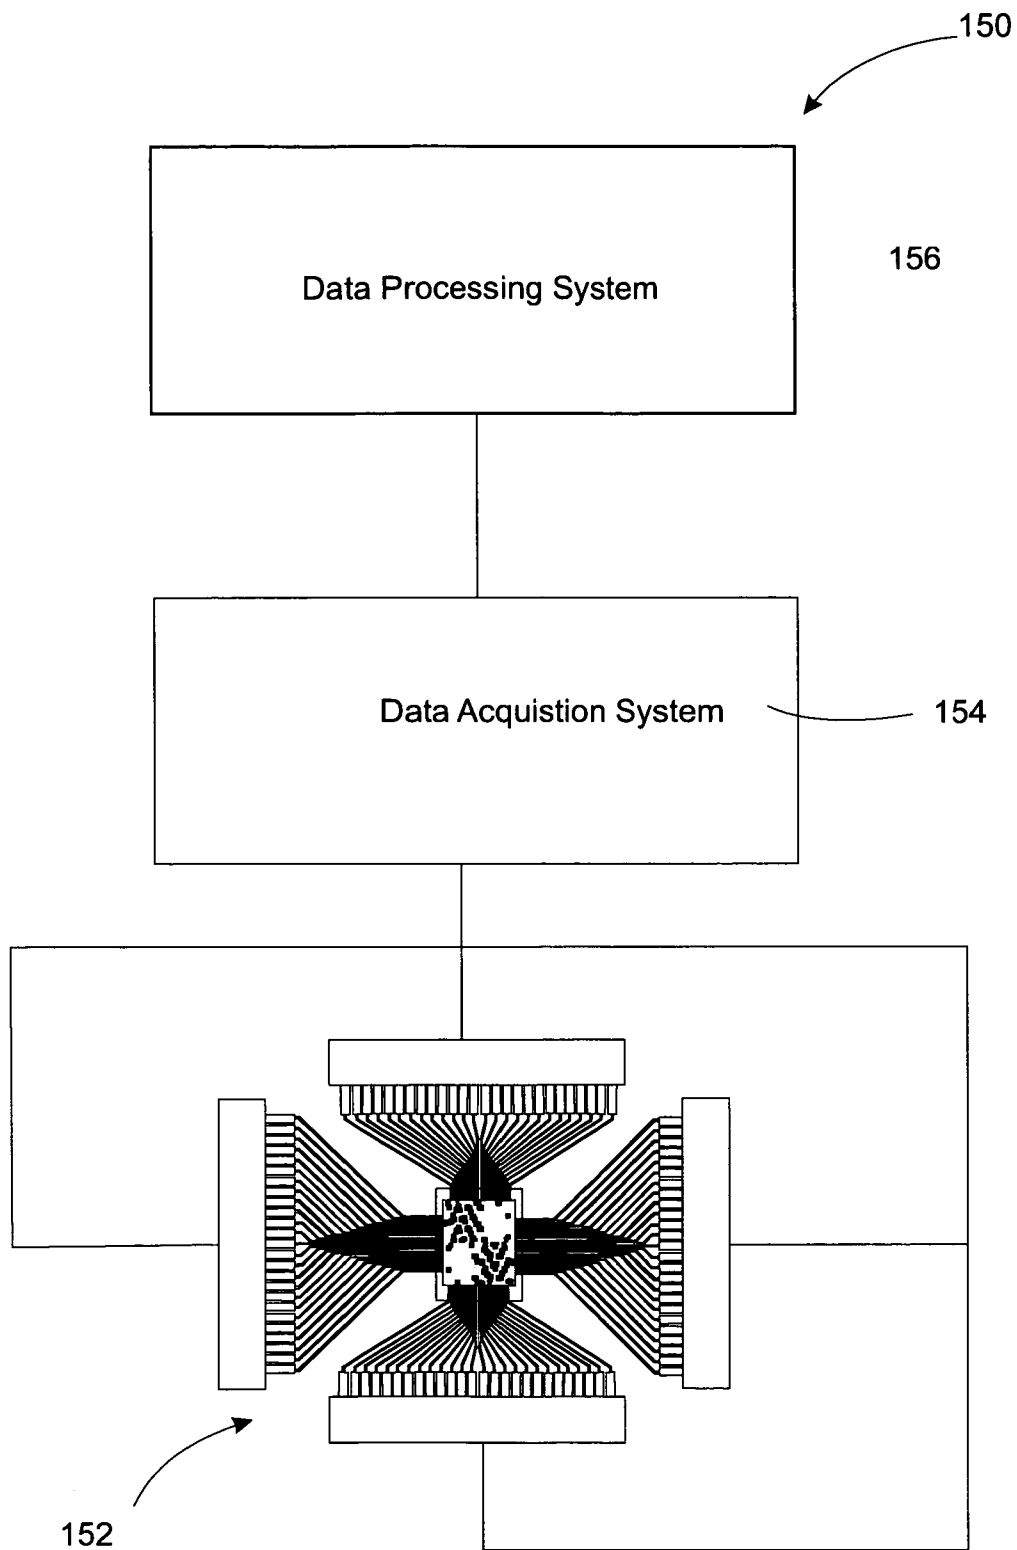 150
Data Processing System
156
Data Acquistion System
154
152